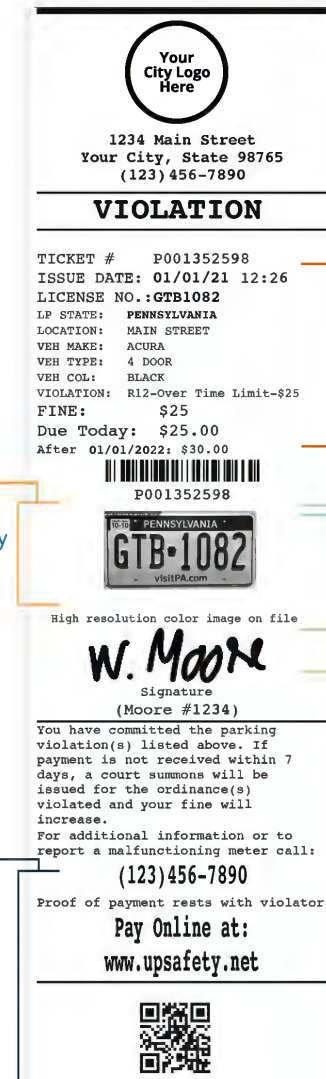 Your
City Logo
Here
1234 Main Street
Your City, State 98765
(123)456-7890
VIOLATION
TICKET # P001352598
ISSUE DATE: 01/01/21 12:26
LICENSE NO.:GTB1082
LP STATE: PENNSYLVANIA
LOCATION: MAIN STREET
VEH MAKE: ACURA
VEH TYPE: 4 DOOR
VEH COL: BLACK
VIOLATION: R12-Over Time Limit-$25
FINE: $25
Due Today: $25.00
After 01/01/2022: $30.00
P001352598
10-10 PENNSYLVANIA
GTB 1082
visitPA.com
y
High resolution color image on file
W. Moore
Signature
(Moore #1234)
You have committed the parking
violation(s) listed above. If
payment is not received within 7
days, a court summons will be
issued for the ordinance(s)
violated and your fine will
increase.
For additional information or to
report a malfunctioning meter call:
(123)456-7890
Proof of payment rests with violator
Pay Online at:
www.upsafety.net